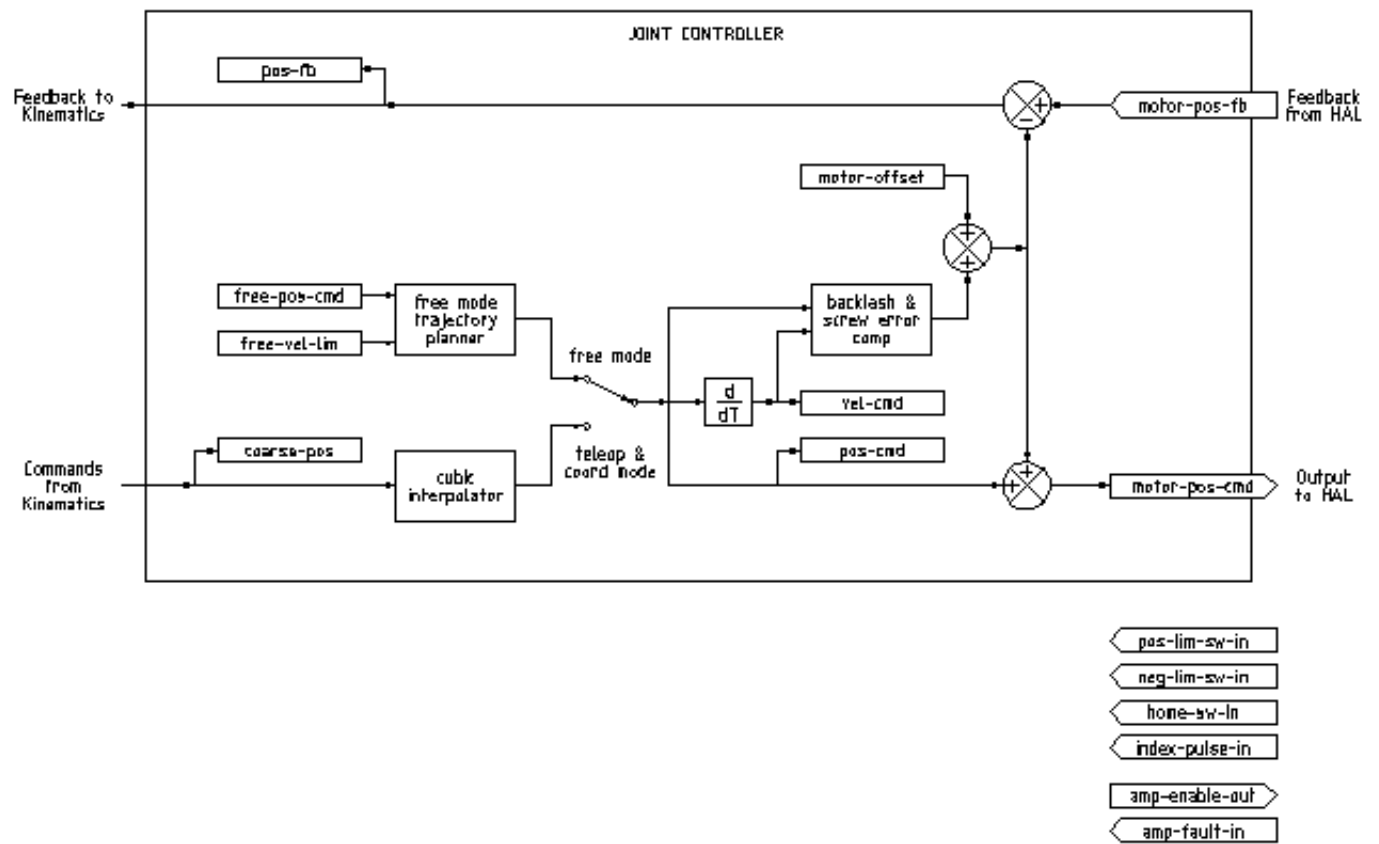 JOINT CONTROLLER
pos-fb
Feedback to
Kinematics
motor-pos-fb
Feedback
from HAL
+
-
motor-offset
+
+
free-pos-cmd
free-vel-lim
free mode
trajectory
planner
free mode
backlash &
screw error
comp
d
dT
vel-cmd
teleop &
coord mode
coarse-pos
pos-cmd
Commands
from
Kinematics
cubic
interpolator
+
+
motor-pos-cmd
Output
to HAL
pos-lim-sw-in
neg-lim-sw-in
home-sw-in
index-pulse-in
amp-enable-out
amp-fault-in